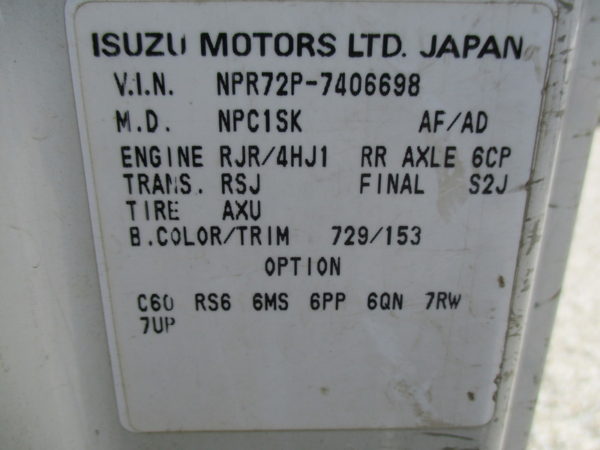 ISUZU MOTORS LTD. JAPAN
V.I.N. NPR72P-7406698
M.D. NPC1SK AF/AD
ENGINE RJR/4HJ1 RR AXLE 6CP
TRANS. RSJ FINAL S2J
TIRE AXU
B.COLOR/TRIM 729/153
OPTION
C60 RS6 6MS 6PP 6QN 7RW
7UP